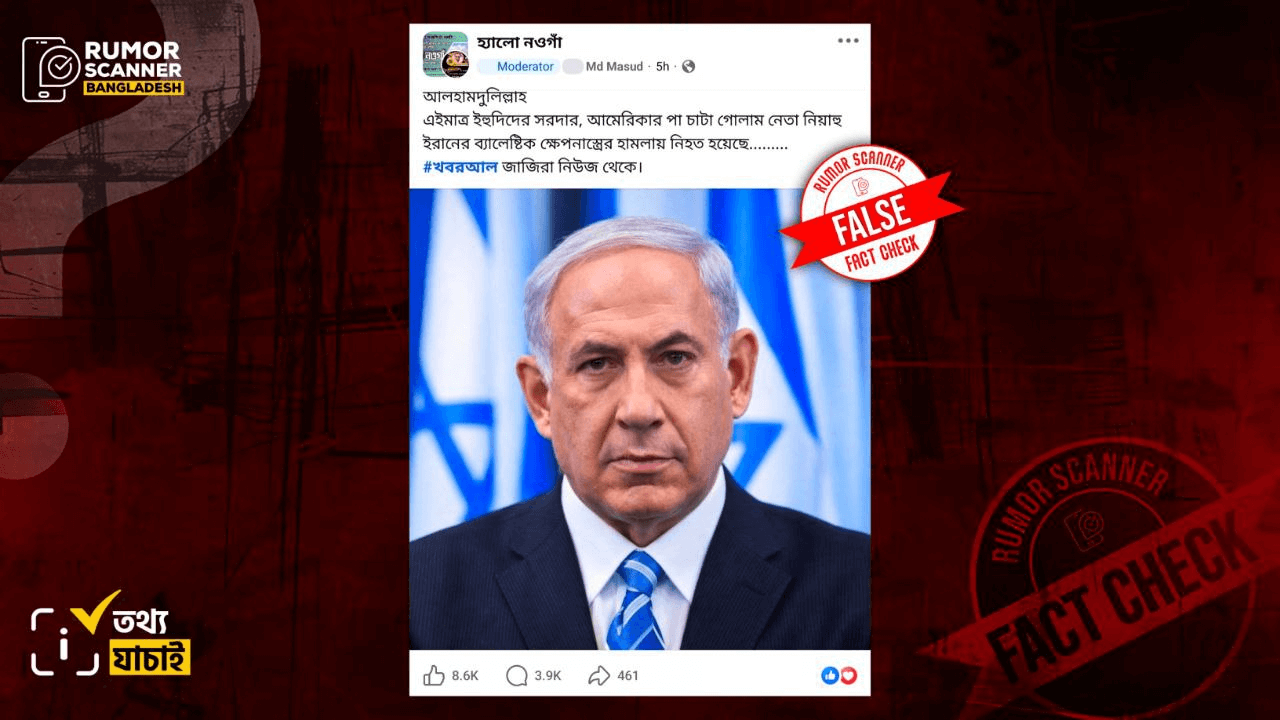 RUMOR
SCANNER
BANGLADESH
হ্যালো নওগাঁ
Moderator Md Masud · 5h ·
আলহামদুলিল্লাহ
এইমাত্র ইহুদিদের সরদার, আমেরিকার পা চাটা গোলাম নেতা নিয়াহু
ইরানের ব্যালেষ্টিক ক্ষেপনাস্ত্রের হামলায় নিহত হয়েছে.........
#খবরআল জাজিরা নিউজ থেকে।
RUMOR SCANNER
FALSE
FACT CHECK
RUMOR SCANNER
FACT CHECK
তথ্য
যাচাই
8.6K 3.9K 461